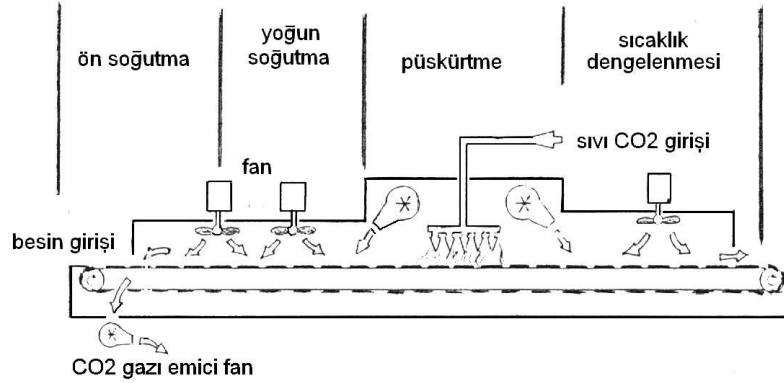 ön soğutma
yoğun
soğutma
püskürtme
sıcaklık
dengelenmesi
sıvı CO2 girişi
fan
besin girişi
CO2 gazı emici fan